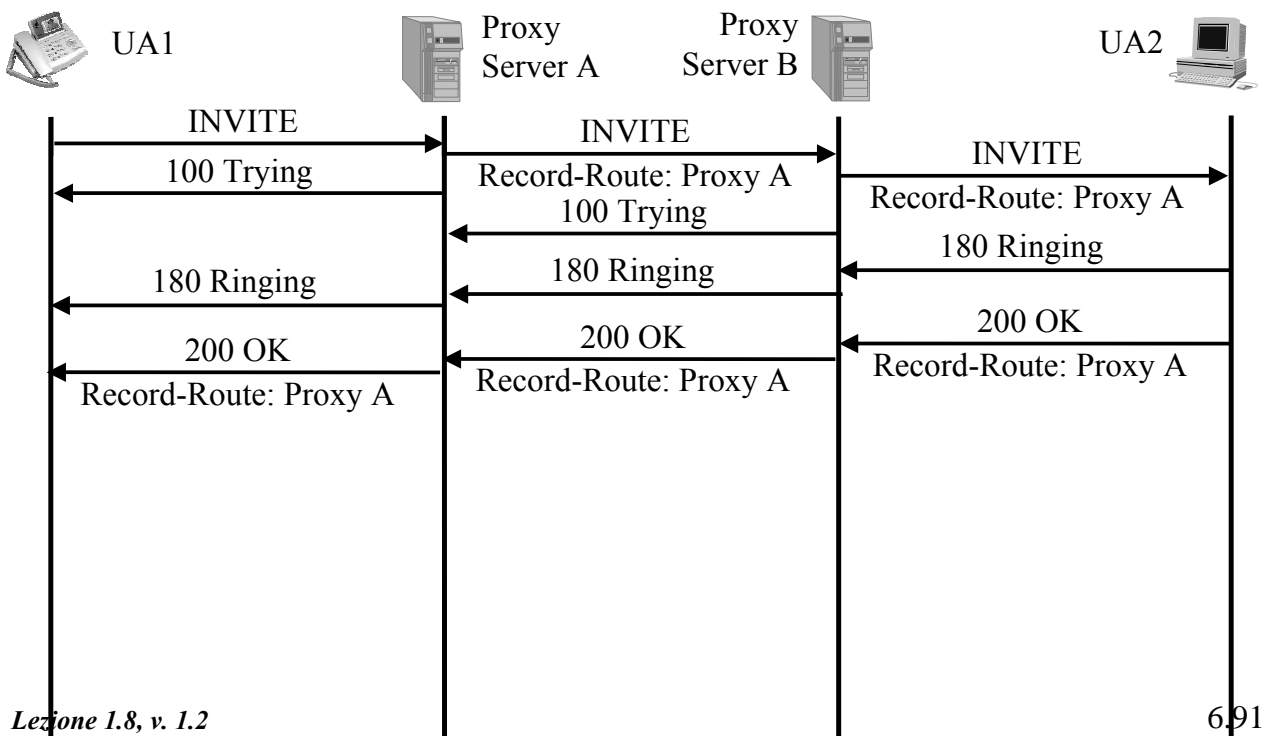 UA1
Proxy
Server A
Proxy
Server B
UA2
INVITE
100 Trying
INVITE
Record-Route: Proxy A
100 Trying
INVITE
Record-Route: Proxy A
180 Ringing
180 Ringing
180 Ringing
200 OK
Record-Route: Proxy A
200 OK
Record-Route: Proxy A
200 OK
Record-Route: Proxy A
Lezione 1.8, v. 1.2
6.91